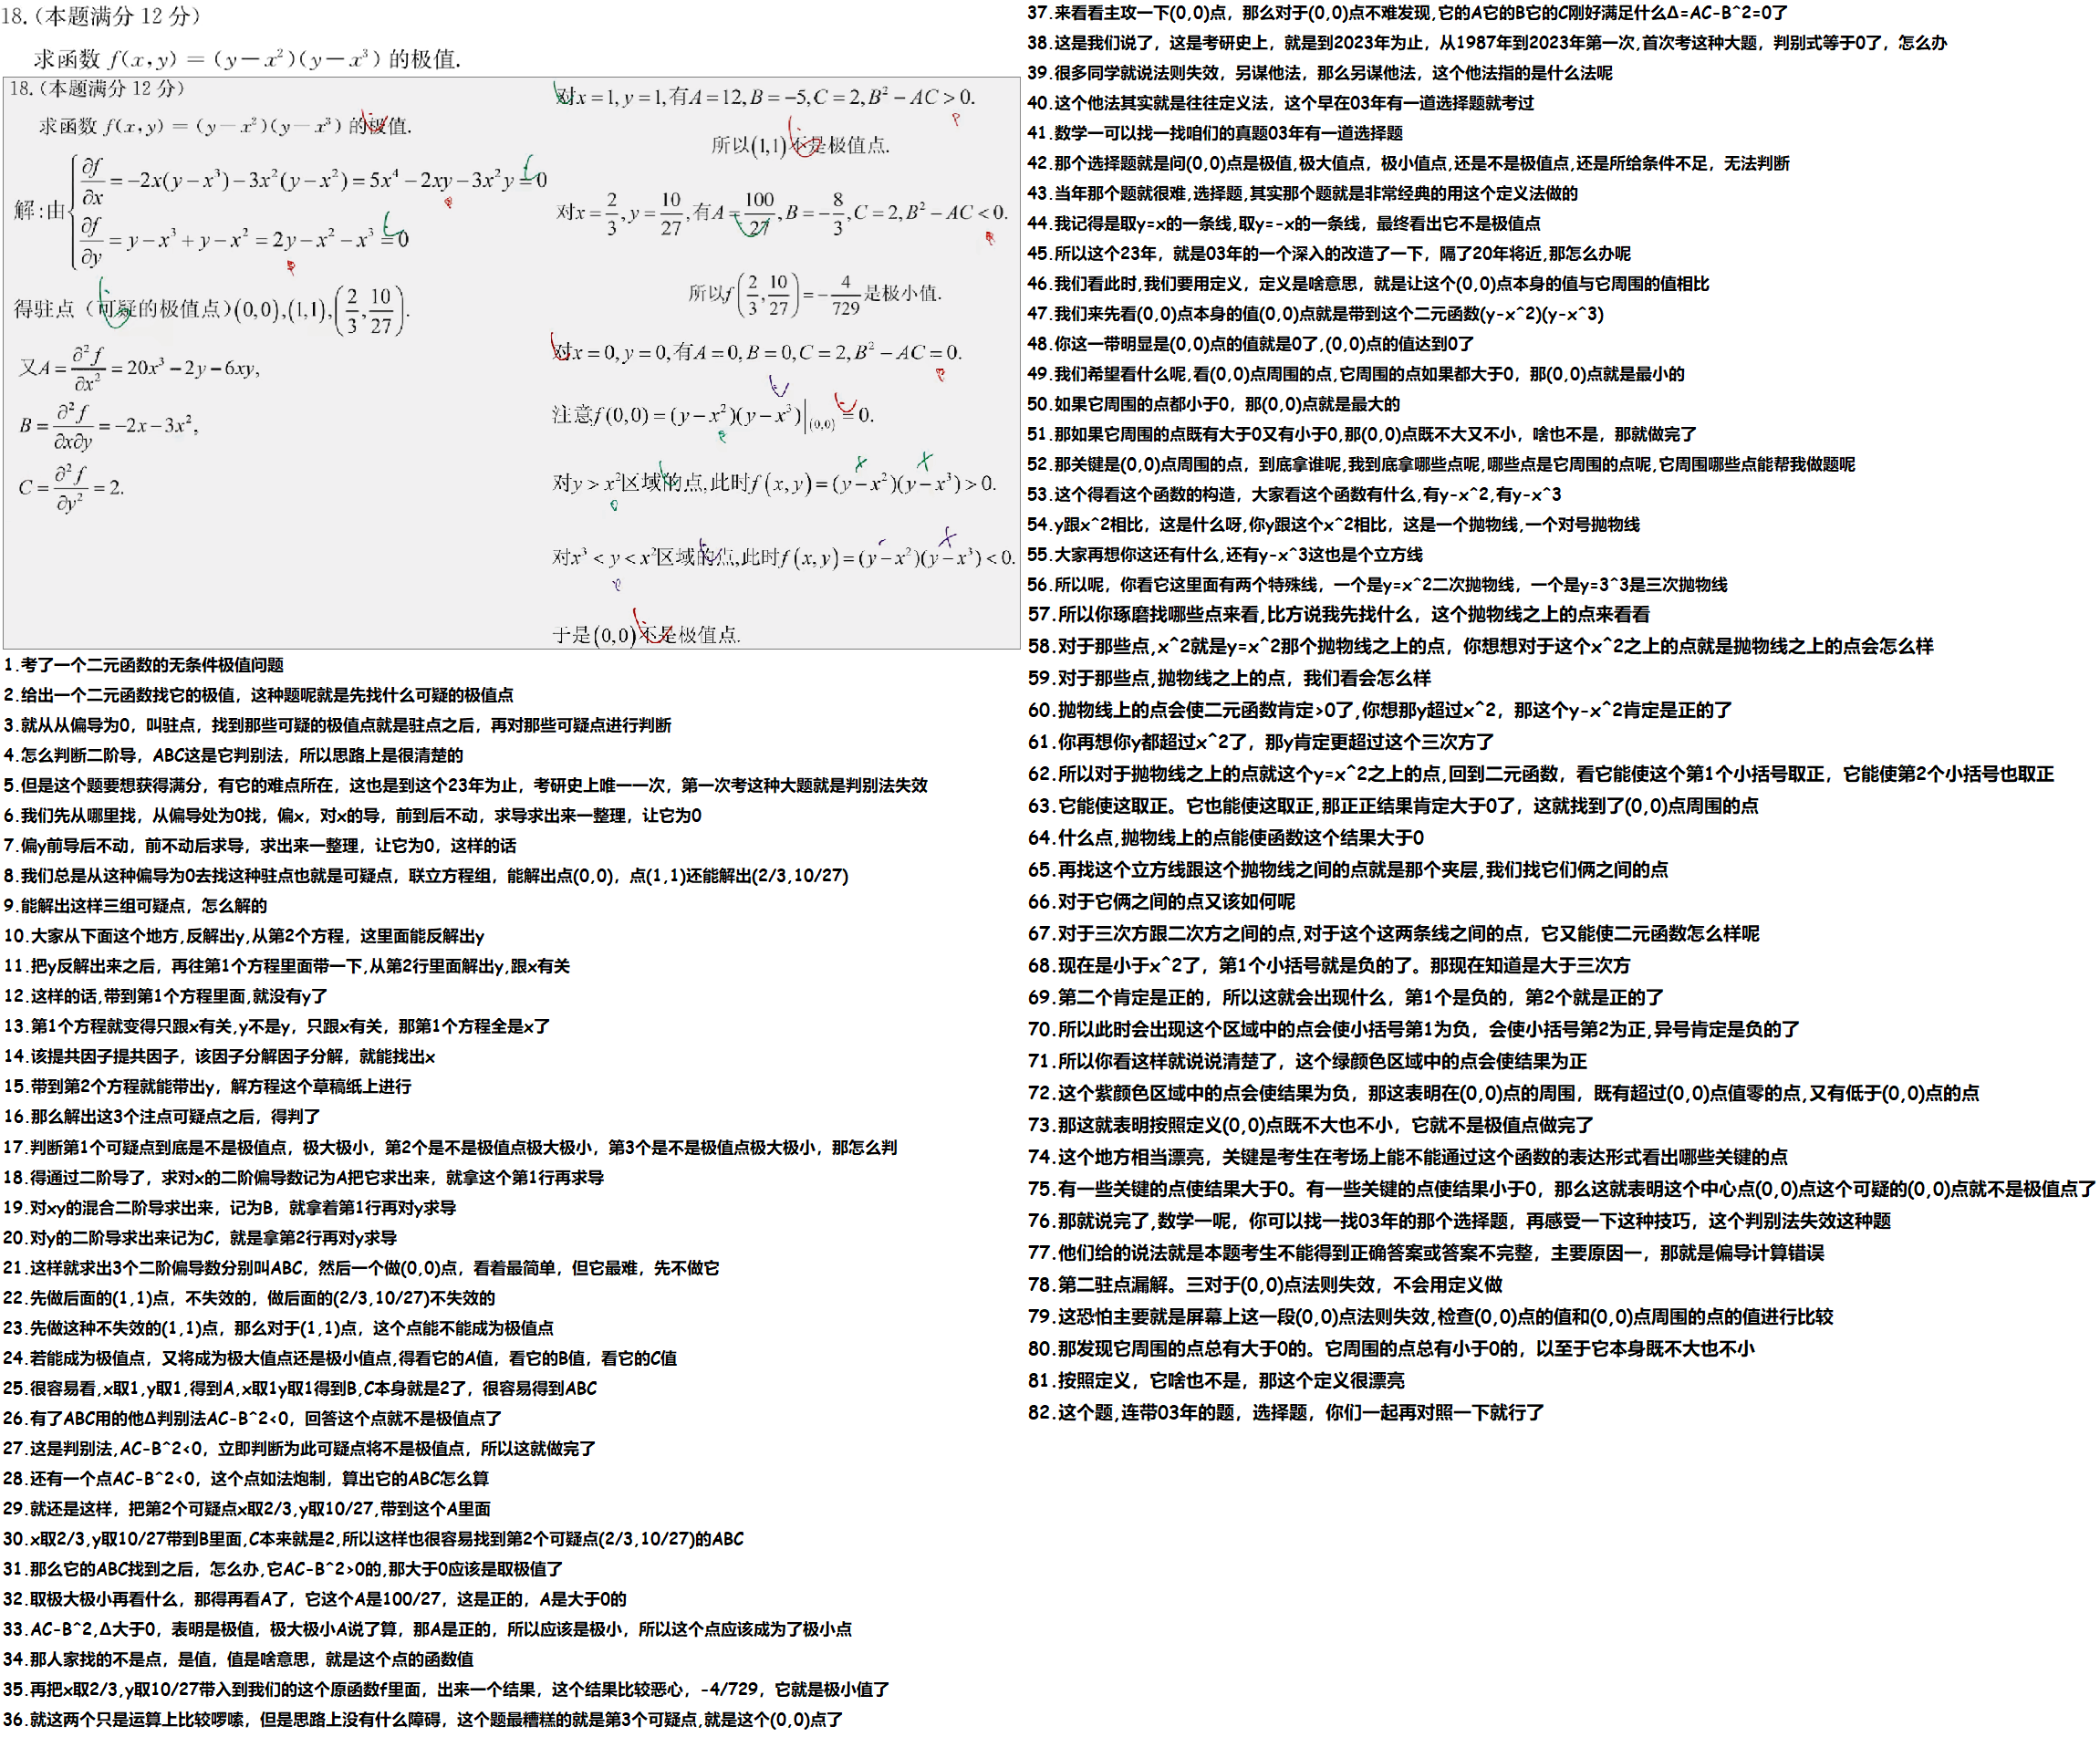 18.(本题满分 12 分)
求函数 f(x,y) = (y-x²)(y-x³) 的极值.
18.(本题满分 12 分)
求函数 f(x,y) = (y-x²)(y-x³) 的极值.
解:由{∂f/∂x = -2x(y-x³)-3x²(y-x²) = 5x⁴-2xy-3x²y = 0
∂f/∂y = y-x³+y-x² = 2y-x²-x³ = 0
得驻点（可疑的极值点）(0,0),(1,1),(2/3,10/27).
又A = ∂²f/∂x² = 20x³-2y-6xy,
B = ∂²f/∂x∂y = -2x-3x²,
C = ∂²f/∂y² = 2.
对x=1,y=1,有A=12,B=-5,C=2,B²-AC>0.
所以(1,1)不是极值点.
对x=2/3,y=10/27,有A=100/27,B=-8/3,C=2,B²-AC<0.
所以f(2/3,10/27)=-4/729是极小值.
对x=0,y=0,有A=0,B=0,C=2,B²-AC=0.
注意f(0,0)=(y-x²)(y-x³)|(0,0)=0.
对y>x²区域的点,此时f(x,y)=(y-x²)(y-x³)>0.
对x³<y<x²区域的点,此时f(x,y)=(y-x²)(y-x³)<0.
于是(0,0)不是极值点.
1.考了一个二元函数的无条件极值问题
2.给出一个二元函数找它的极值，这种题呢就是先找什么可疑的极值点
3.就从从偏导为0，叫驻点，找到那些可疑的极值点就是驻点之后，再对那些可疑点进行判断
4.怎么判断二阶导，ABC这是它判别法，所以思路上是很清楚的
5.但是这个题要想获得满分，有它的难点所在，这也是到这个23年为止，考研史上唯一一次，第一次考这种大题就是判别法失效
6.我们先从哪里找，从偏导处为0找，偏x，对x的导，前到后不动，求导求出来一整理，让它为0
7.偏y前导后不动，前不动后求导，求出来一整理，让它为0，这样的话
8.我们总是从这种偏导为0去找这种驻点也就是可疑点，联立方程组，能解出点(0,0)，点(1,1)还能解出(2/3,10/27)
9.能解出这样三组可疑点，怎么解的
10.大家从下面这个地方,反解出y,从第2个方程，这里面能反解出y
11.把y反解出来之后，再往第1个方程里面带一下,从第2行里面解出y,跟x有关
12.这样的话,带到第1个方程里面,就没有y了
13.第1个方程就变得只跟x有关,y不是y，只跟x有关，那第1个方程全是x了
14.该提共因子提共因子，该因子分解因子分解，就能找出x
15.带到第2个方程就能带出y，解方程这个草稿纸上进行
16.那么解出这3个注点可疑点之后，得判了
17.判断第1个可疑点到底是不是极值点，极大极小，第2个是不是极值点极大极小，第3个是不是极值点极大极小，那怎么判
18.得通过二阶导了，求对x的二阶偏导数记为A把它求出来，就拿这个第1行再求导
19.对xy的混合二阶导求出来，记为B，就拿着第1行再对y求导
20.对y的二阶导求出来记为C，就是拿第2行再对y求导
21.这样就求出3个二阶偏导数分别叫ABC，然后一个做(0,0)点，看着最简单，但它最难，先不做它
22.先做后面的(1,1)点，不失效的，做后面的(2/3,10/27)不失效的
23.先做这种不失效的(1,1)点，那么对于(1,1)点，这个点能不能成为极值点
24.若能成为极值点，又将成为极大值点还是极小值点,得看它的A值，看它的B值，看它的C值
25.很容易看,x取1,y取1,得到A,x取1y取1得到B,C本身就是2了，很容易得到ABC
26.有了ABC用的他Δ判别法AC-B^2<0，回答这个点就不是极值点了
27.这是判别法,AC-B^2<0，立即判断为此可疑点将不是极值点，所以这就做完了
28.还有一个点AC-B^2<0，这个点如法炮制，算出它的ABC怎么算
29.就还是这样，把第2个可疑点x取2/3,y取10/27,带到这个A里面
30.x取2/3,y取10/27带到B里面,C本来就是2,所以这样也很容易找到第2个可疑点(2/3,10/27)的ABC
31.那么它的ABC找到之后，怎么办,它AC-B^2>0的,那大于0应该是取极值了
32.取极大极小再看什么，那得再看A了，它这个A是100/27，这是正的，A是大于0的
33.AC-B^2,Δ大于0，表明是极值，极大极小A说了算，那A是正的，所以应该是极小，所以这个点应该成为了极小点
34.那人家找的不是点，是值，值是啥意思，就是这个点的函数值
35.再把x取2/3,y取10/27带入到我们的这个原函数f里面，出来一个结果，这个结果比较恶心，-4/729，它就是极小值了
36.就这两个只是运算上比较啰嗦，但是思路上没有什么障碍，这个题最糟糕的就是第3个可疑点,就是这个(0,0)点了
37.来看看主攻一下(0,0)点，那么对于(0,0)点不难发现,它的A它的B它的C刚好满足什么Δ=AC-B^2=0了
38.这是我们说了，这是考研史上，就是到2023年为止，从1987年到2023年第一次,首次考这种大题，判别式等于0了，怎么办
39.很多同学就说法则失效，另谋他法，那么另谋他法，这个他法指的是什么法呢
40.这个他法其实就是往往定义法，这个早在03年有一道选择题就考过
41.数学一可以找一找咱们的真题03年有一道选择题
42.那个选择题就是问(0,0)点是极值,极大值点，极小值点,还是不是极值点,还是所给条件不足，无法判断
43.当年那个题就很难,选择题,其实那个题就是非常经典的用这个定义法做的
44.我记得是取y=x的一条线,取y=-x的一条线，最终看出它不是极值点
45.所以这个23年，就是03年的一个深入的改造了一下，隔了20年将近,那怎么办呢
46.我们看此时,我们要用定义，定义是啥意思，就是让这个(0,0)点本身的值与它周围的值相比
47.我们来先看(0,0)点本身的值(0,0)点就是带到这个二元函数(y-x^2)(y-x^3)
48.你这一带明显是(0,0)点的值就是0了,(0,0)点的值达到0了
49.我们希望看什么呢,看(0,0)点周围的点,它周围的点如果都大于0，那(0,0)点就是最小的
50.如果它周围的点都小于0，那(0,0)点就是最大的
51.那如果它周围的点既有大于0又有小于0,那(0,0)点既不大又不小，啥也不是，那就做完了
52.那关键是(0,0)点周围的点，到底拿谁呢,我到底拿哪些点呢,哪些点是它周围的点呢,它周围哪些点能帮我做题呢
53.这个得看这个函数的构造，大家看这个函数有什么,有y-x^2,有y-x^3
54.y跟x^2相比，这是什么呀,你y跟这个x^2相比，这是一个抛物线,一个对号抛物线
55.大家再想你这还有什么,还有y-x^3这也是个立方线
56.所以呢，你看它这里面有两个特殊线，一个是y=x^2二次抛物线，一个是y=3^3是三次抛物线
57.所以你琢磨找哪些点来看,比方说我先找什么，这个抛物线之上的点来看看
58.对于那些点,x^2就是y=x^2那个抛物线之上的点，你想想对于这个x^2之上的点就是抛物线之上的点会怎么样
59.对于那些点,抛物线之上的点，我们看会怎么样
60.抛物线上的点会使二元函数肯定>0了,你想那y超过x^2，那这个y-x^2肯定是正的了
61.你再想你y都超过x^2了，那y肯定更超过这个三次方了
62.所以对于抛物线之上的点就这个y=x^2之上的点,回到二元函数，看它能使这个第1个小括号取正，它能使第2个小括号也取正
63.它能使这取正。它也能使这取正,那正正结果肯定大于0了，这就找到了(0,0)点周围的点
64.什么点,抛物线上的点能使函数这个结果大于0
65.再找这个立方线跟这个抛物线之间的点就是那个夹层,我们找它们俩之间的点
66.对于它俩之间的点又该如何呢
67.对于三次方跟二次方之间的点,对于这个这两条线之间的点，它又能使二元函数怎么样呢
68.现在是小于x^2了，第1个小括号就是负的了。那现在知道是大于三次方
69.第二个肯定是正的，所以这就会出现什么，第1个是负的，第2个就是正的了
70.所以此时会出现这个区域中的点会使小括号第1为负，会使小括号第2为正,异号肯定是负的了
71.所以你看这样就说说清楚了，这个绿颜色区域中的点会使结果为正
72.这个紫颜色区域中的点会使结果为负，那这表明在(0,0)点的周围，既有超过(0,0)点值零的点,又有低于(0,0)点的点
73.那这就表明按照定义(0,0)点既不大也不小，它就不是极值点做完了
74.这个地方相当漂亮，关键是考生在考场上能不能通过这个函数的表达形式看出哪些关键的点
75.有一些关键的点使结果大于0。有一些关键的点使结果小于0，那么这就表明这个中心点(0,0)点这个可疑的(0,0)点就不是极值点了
76.那就说完了,数学一呢，你可以找一找03年的那个选择题，再感受一下这种技巧，这个判别法失效这种题
77.他们给的说法就是本题考生不能得到正确答案或答案不完整，主要原因一，那就是偏导计算错误
78.第二驻点漏解。三对于(0,0)点法则失效，不会用定义做
79.这恐怕主要就是屏幕上这一段(0,0)点法则失效,检查(0,0)点的值和(0,0)点周围的点的值进行比较
80.那发现它周围的点总有大于0的。它周围的点总有小于0的，以至于它本身既不大也不小
81.按照定义，它啥也不是，那这个定义很漂亮
82.这个题,连带03年的题，选择题，你们一起再对照一下就行了